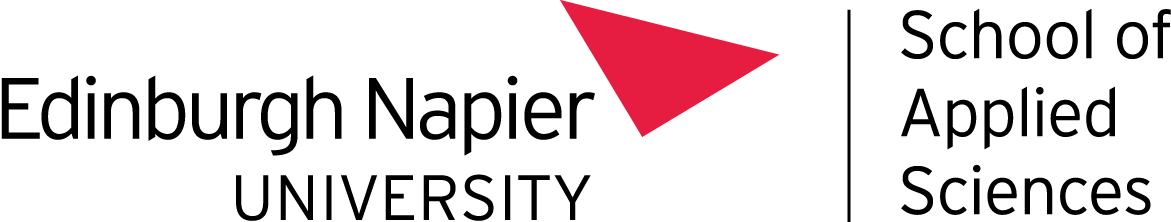 Edinburgh Napier
UNIVERSITY
School of
Applied
Sciences